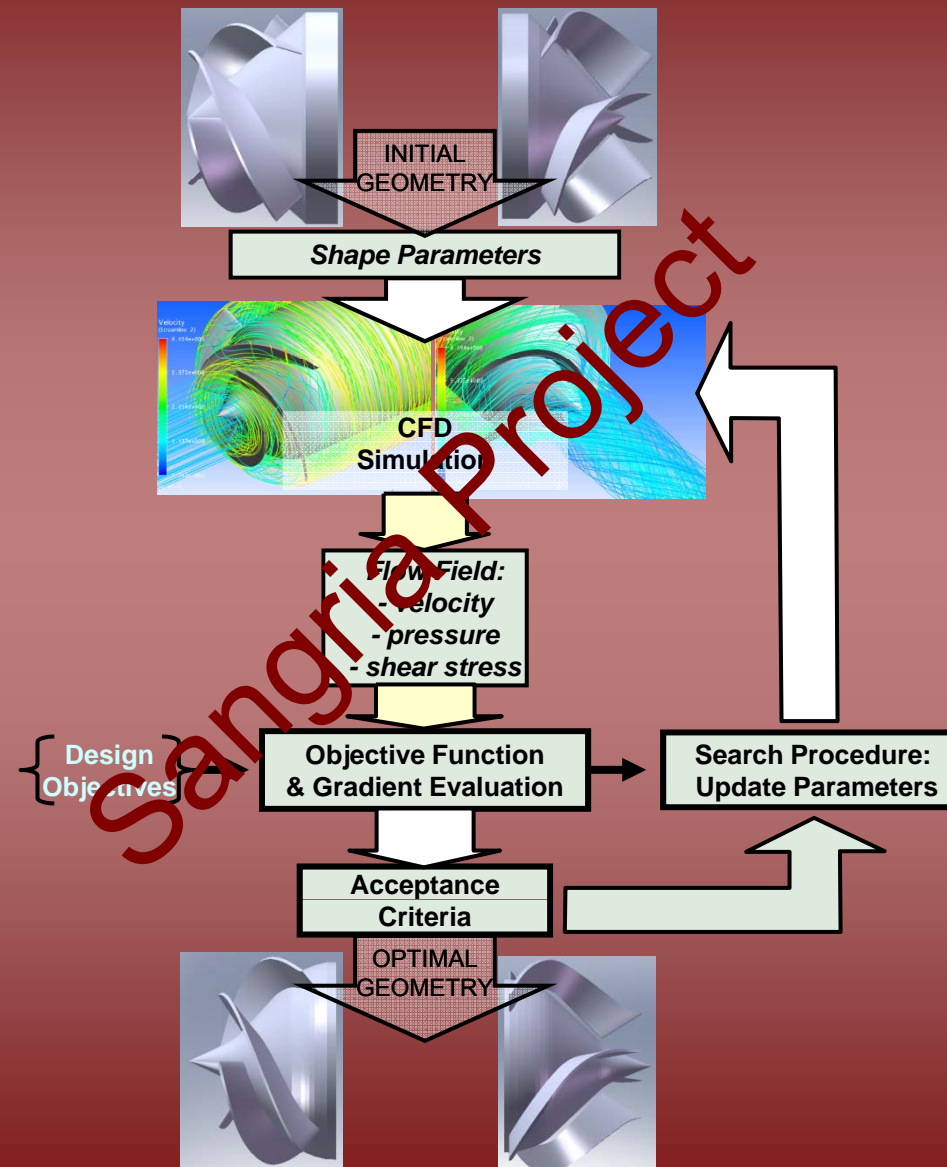 INITIAL
GEOMETRY
Shape Parameters
Velocity
CFD
Simulation
Flow Field:
- velocity
- pressure
- shear stress
Design
Objectives
Objective Function
& Gradient Evaluation
Search Procedure:
Update Parameters
Acceptance
Criteria
OPTIMAL
GEOMETRY
Sangria Project